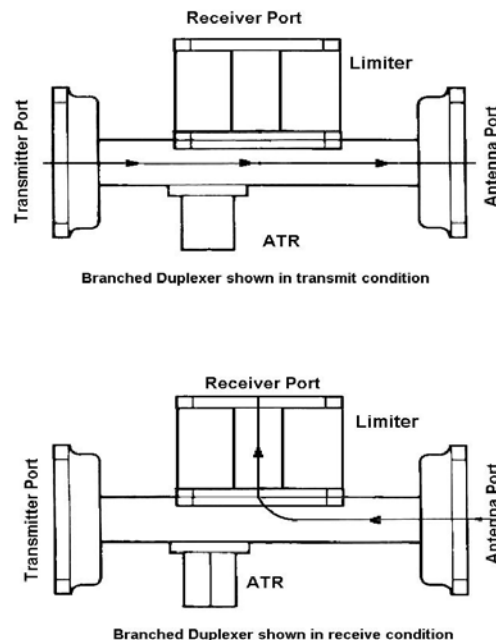 Receiver Port
Limiter
Transmitter Port
Antenna Port
ATR
Branched Duplexer shown in transmit condition
Receiver Port
Limiter
Transmitter Port
Antenna Port
ATR
Branched Duplexer shown in receive condition